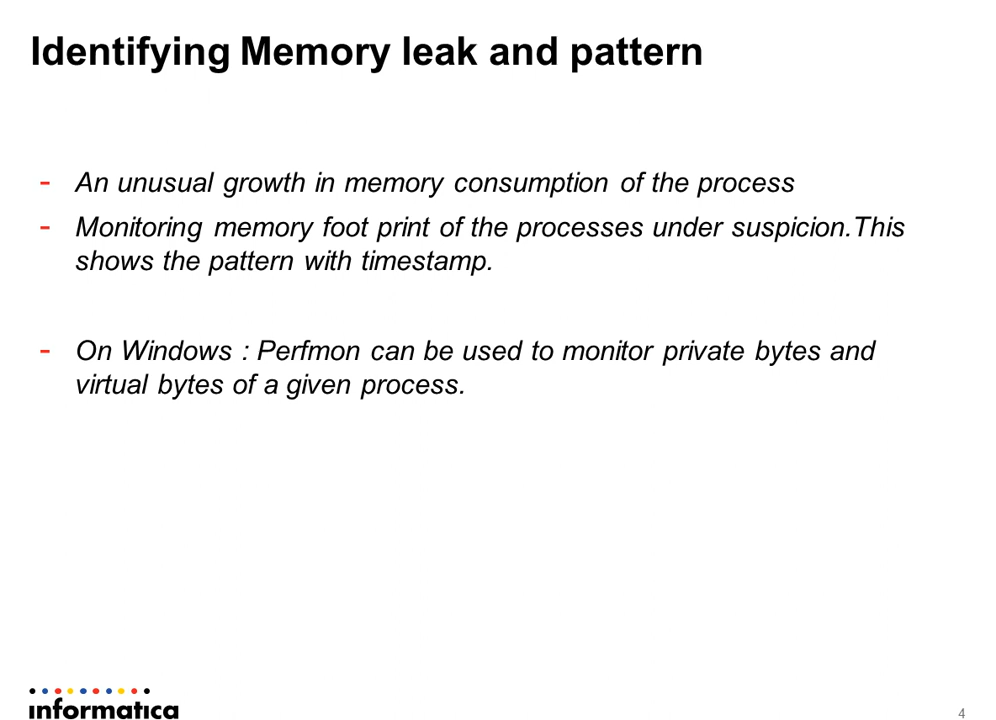 Identifying Memory leak and pattern
- An unusual growth in memory consumption of the process
- Monitoring memory foot print of the processes under suspicion.This
shows the pattern with timestamp.
- On Windows : Perfmon can be used to monitor private bytes and
virtual bytes of a given process.
informatica
4